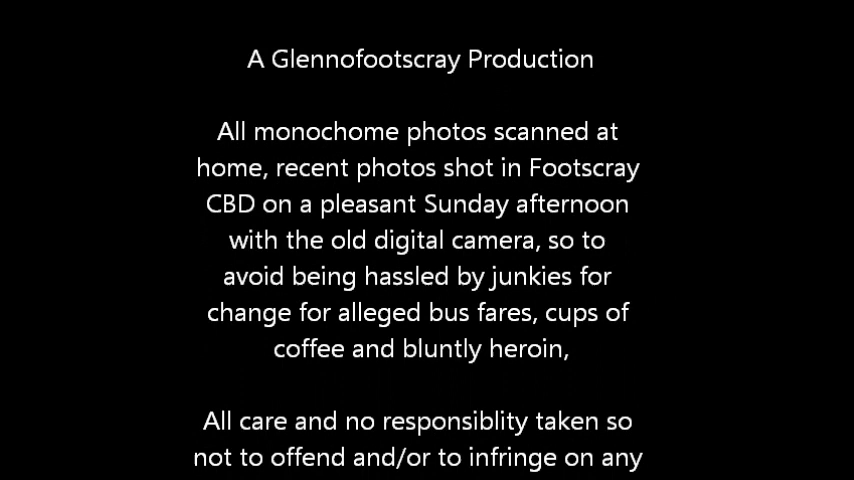 A Glennofootscray Production
All monochome photos scanned at
home, recent photos shot in Footscray
CBD on a pleasant Sunday afternoon
with the old digital camera, so to
avoid being hassled by junkies for
change for alleged bus fares, cups of
coffee and bluntly heroin,
All care and no responsiblity taken so
not to offend and/or to infringe on any